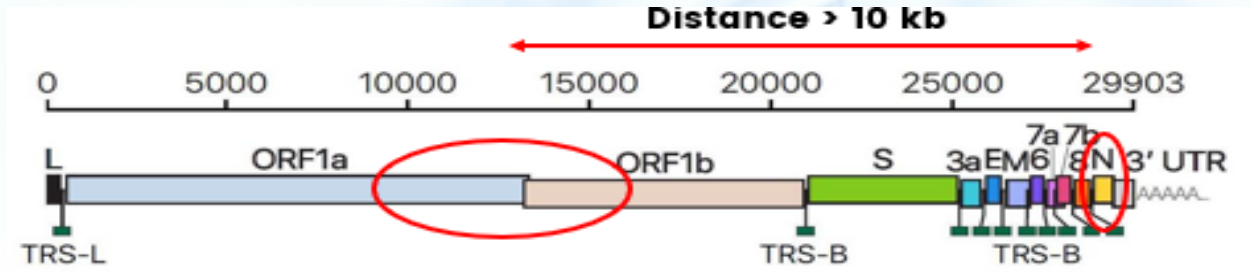 Distance > 10 kb
0 5000 10000 15000 20000 25000 29903
7a 7b
L ORF1a ORF1b S 3a E M 6 8 N 3' UTR
AAAAA...
TRS-L TRS-B TRS-B